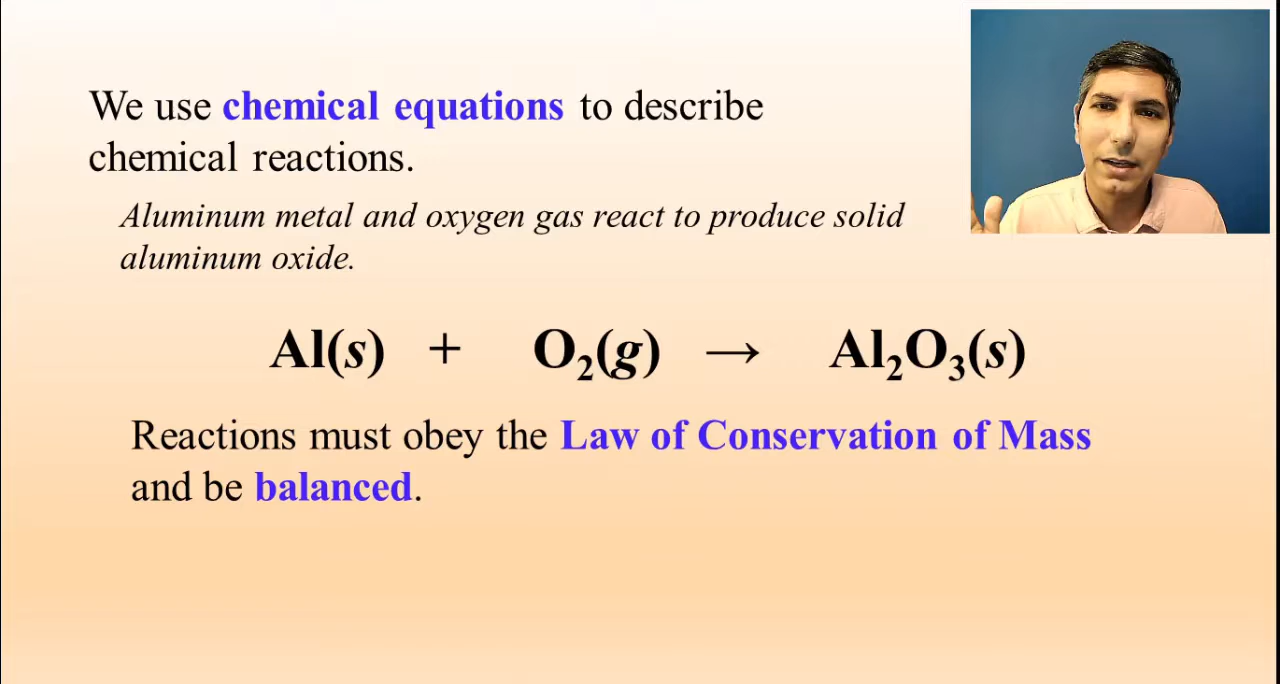 We use chemical equations to describe
chemical reactions.
Aluminum metal and oxygen gas react to produce solid
aluminum oxide.
Al(s) + O₂(g) → Al₂O₃(s)
Reactions must obey the Law of Conservation of Mass
and be balanced.